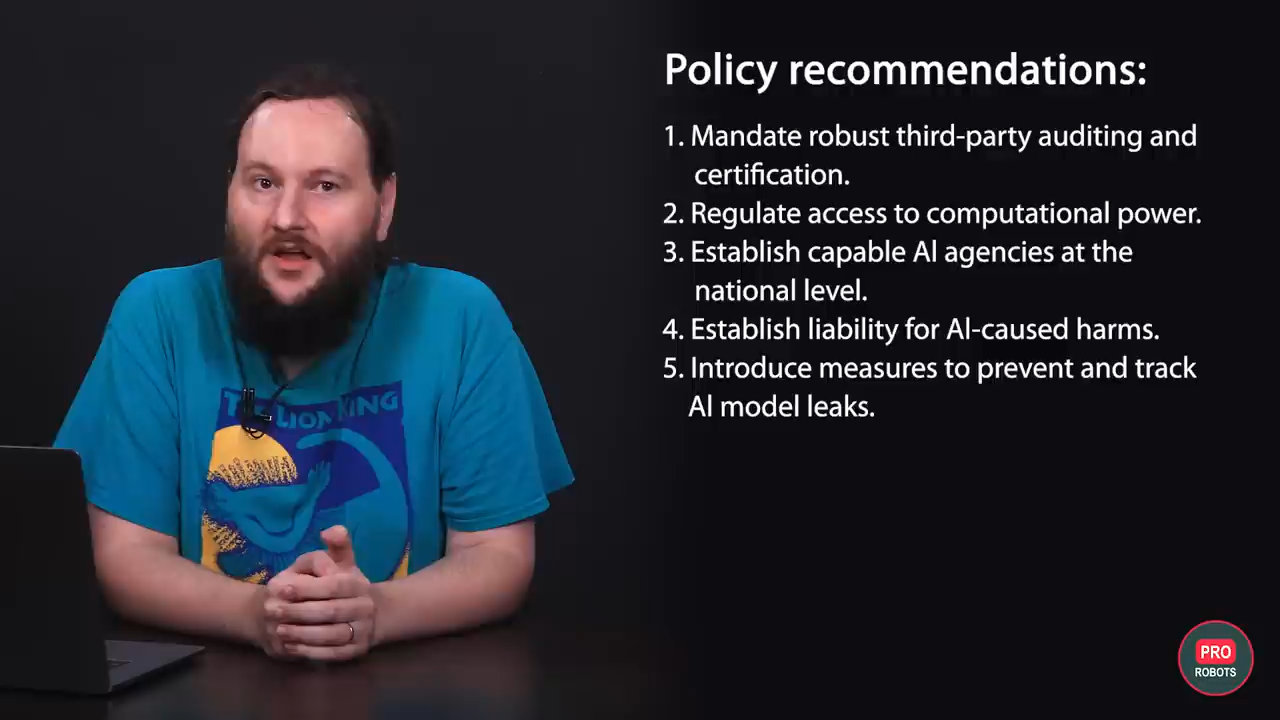 Policy recommendations:
1. Mandate robust third-party auditing and
certification.
2. Regulate access to computational power.
3. Establish capable AI agencies at the
national level.
4. Establish liability for AI-caused harms.
5. Introduce measures to prevent and track
AI model leaks.
THE LION KING
PRO
ROBOTS